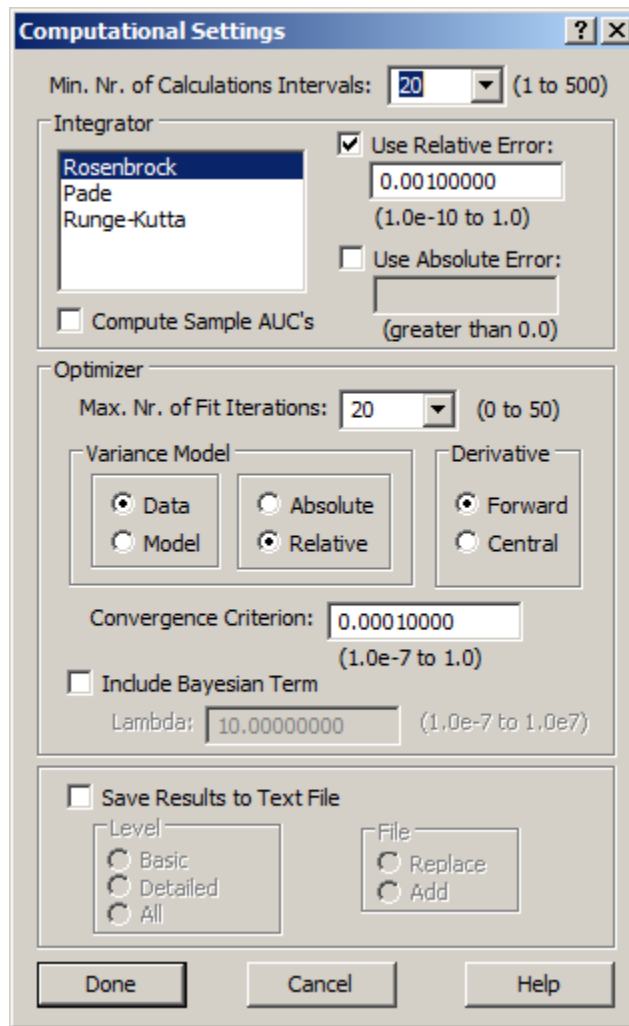 Computational Settings
Min. Nr. of Calculations Intervals: 20 (1 to 500)
Integrator
Rosenbrock
Pade
Runge-Kutta
Use Relative Error:
0.00100000
(1.0e-10 to 1.0)
Use Absolute Error:
(greater than 0.0)
Compute Sample AUC's
Optimizer
Max. Nr. of Fit Iterations: 20 (0 to 50)
Variance Model
Data
Model
Absolute
Relative
Derivative
Forward
Central
Convergence Criterion: 0.00010000
(1.0e-7 to 1.0)
Include Bayesian Term
Lambda: 10.00000000 (1.0e-7 to 1.0e7)
Save Results to Text File
Level
Basic
Detailed
All
File
Replace
Add
Done Cancel Help